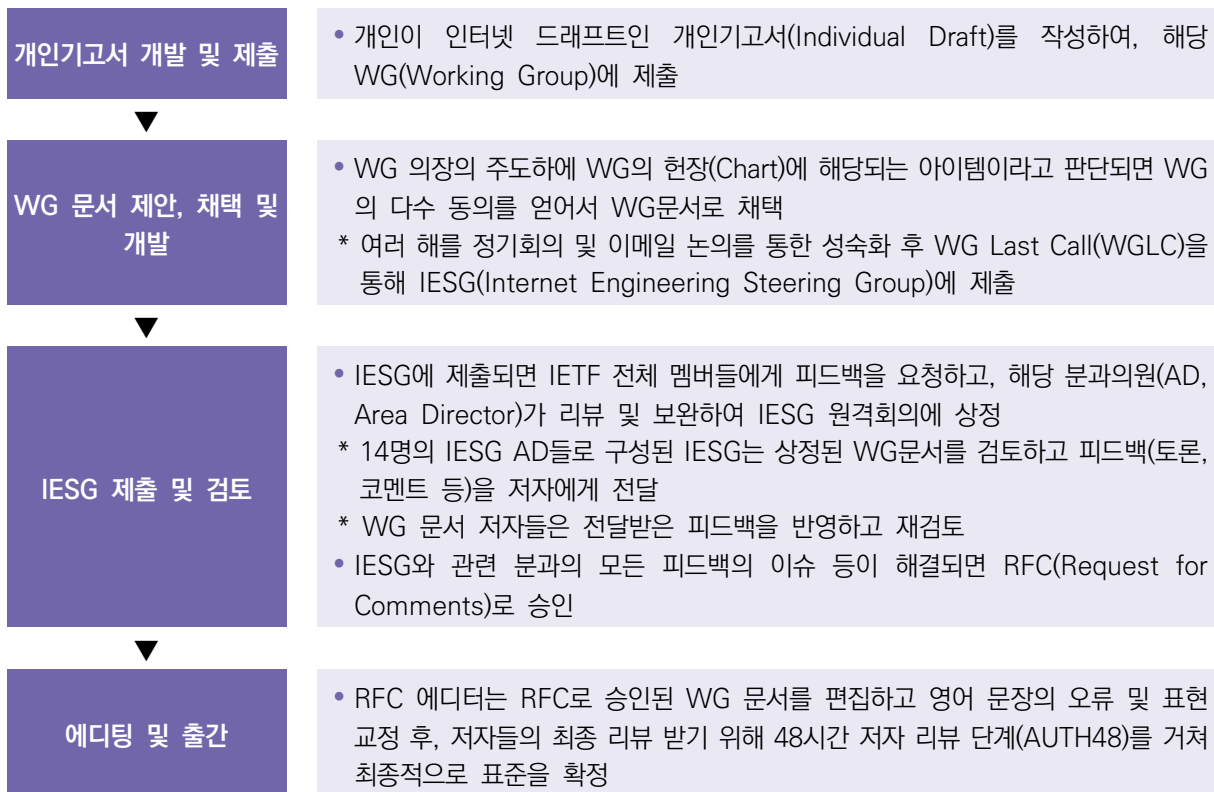 개인기고서 개발 및 제출
• 개인이 인터넷 드래프트인 개인기고서(Individual Draft)를 작성하여, 해당
WG(Working Group)에 제출
▼
WG 문서 제안, 채택 및
개발
• WG 의장의 주도하에 WG의 헌장(Chart)에 해당되는 아이템이라고 판단되면 WG
의 다수 동의를 얻어서 WG문서로 채택
* 여러 해를 정기회의 및 이메일 논의를 통한 성숙화 후 WG Last Call(WGLC)을
통해 IESG(Internet Engineering Steering Group)에 제출
▼
IESG 제출 및 검토
• IESG에 제출되면 IETF 전체 멤버들에게 피드백을 요청하고, 해당 분과의원(AD,
Area Director)가 리뷰 및 보완하여 IESG 원격회의에 상정
* 14명의 IESG AD들로 구성된 IESG는 상정된 WG문서를 검토하고 피드백(토론,
코멘트 등)을 저자에게 전달
* WG 문서 저자들은 전달받은 피드백을 반영하고 재검토
• IESG와 관련 분과의 모든 피드백의 이슈 등이 해결되면 RFC(Request for
Comments)로 승인
▼
에디팅 및 출간
• RFC 에디터는 RFC로 승인된 WG 문서를 편집하고 영어 문장의 오류 및 표현
교정 후, 저자들의 최종 리뷰 받기 위해 48시간 저자 리뷰 단계(AUTH48)를 거쳐
최종적으로 표준을 확정